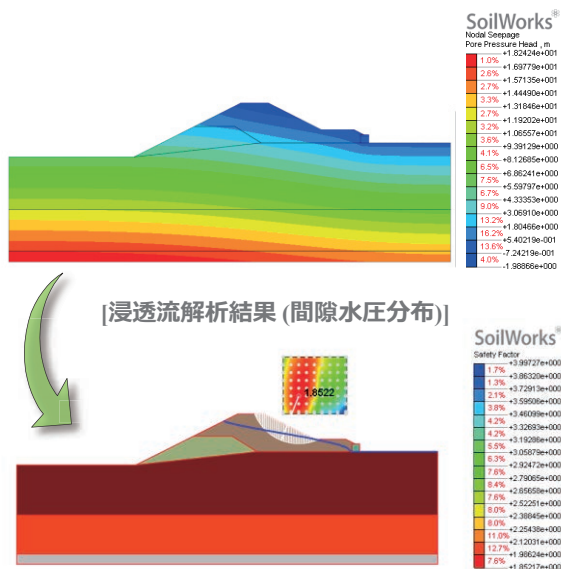 SoilWorks®
Nodal Seepage
Pore Pressure Head , m
+1.82424e+001
1.0%
+1.69779e+001
2.6%
+1.57135e+001
2.7%
+1.44490e+001
3.3%
+1.31846e+001
2.7%
+1.19202e+001
3.2%
+1.06557e+001
3.6%
+9.39129e+000
4.1%
+8.12685e+000
6.5%
+6.86241e+000
7.5%
+5.59797e+000
6.7%
+4.33353e+000
9.0%
+3.06910e+000
13.2%
+1.80466e+000
16.2%
+5.40219e-001
13.6%
-7.24219e-001
4.0%
-1.98866e+000
[浸透流解析結果 (間隙水圧分布)]
SoilWorks®
Safety Factor
+3.99727e+000
1.7%
+3.86320e+000
1.3%
+3.72913e+000
2.1%
+3.59506e+000
3.8%
+3.46099e+000
4.2%
+3.32693e+000
4.2%
+3.19286e+000
5.5%
+3.05879e+000
6.3%
+2.92472e+000
7.6%
+2.79065e+000
8.4%
+2.65658e+000
7.6%
+2.52251e+000
8.0%
+2.38845e+000
8.0%
+2.25438e+000
11.0%
+2.12031e+000
12.7%
+1.98624e+000
7.6%
+1.85217e+000
1.8522